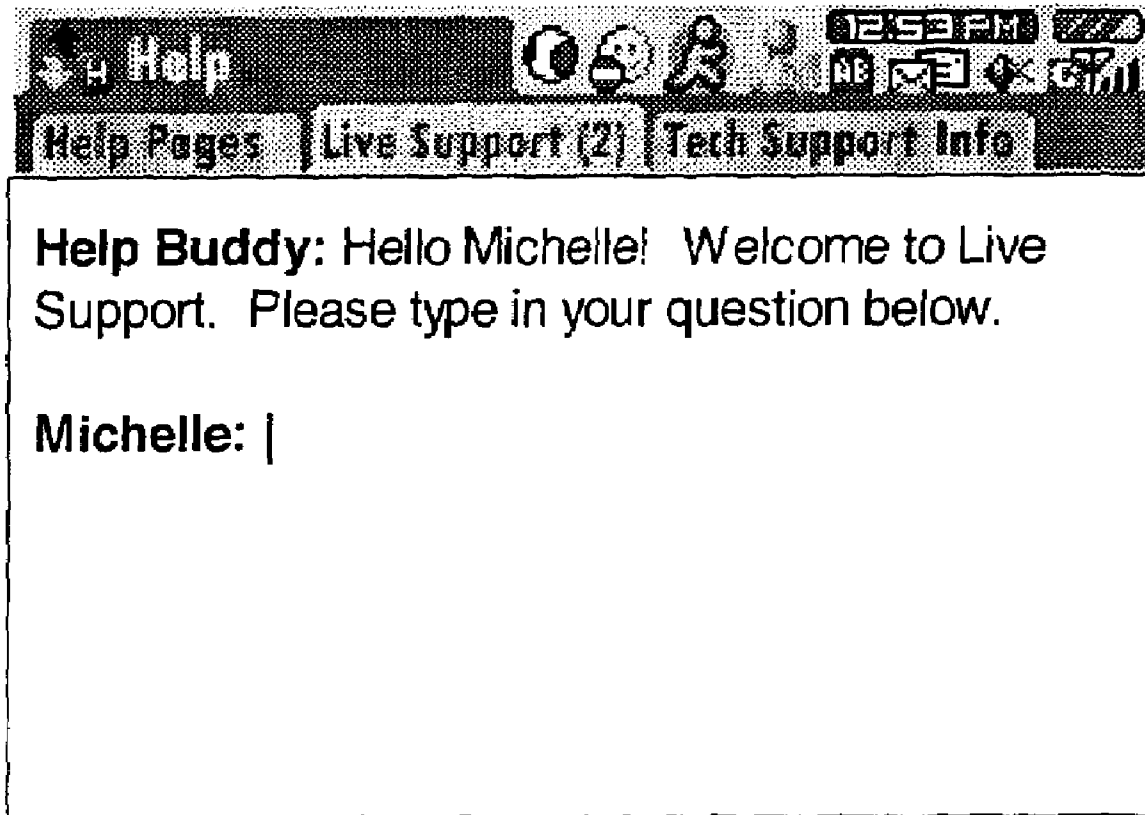 H Help
12:53 PM
AB
G
Help Pages Live Support (2) Tech Support Info
Help Buddy: Hello Michelle! Welcome to Live
Support. Please type in your question below.
Michelle: